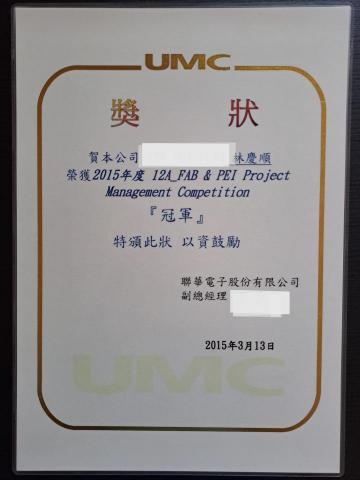 UMC
獎 狀
賀本公司 林慶順
榮獲2015年度 12A_FAB & PEI Project
Management Competition
『冠軍』
特頒此狀 以資鼓勵
聯華電子股份有限公司
副總經理
2015年3月13日
UMC